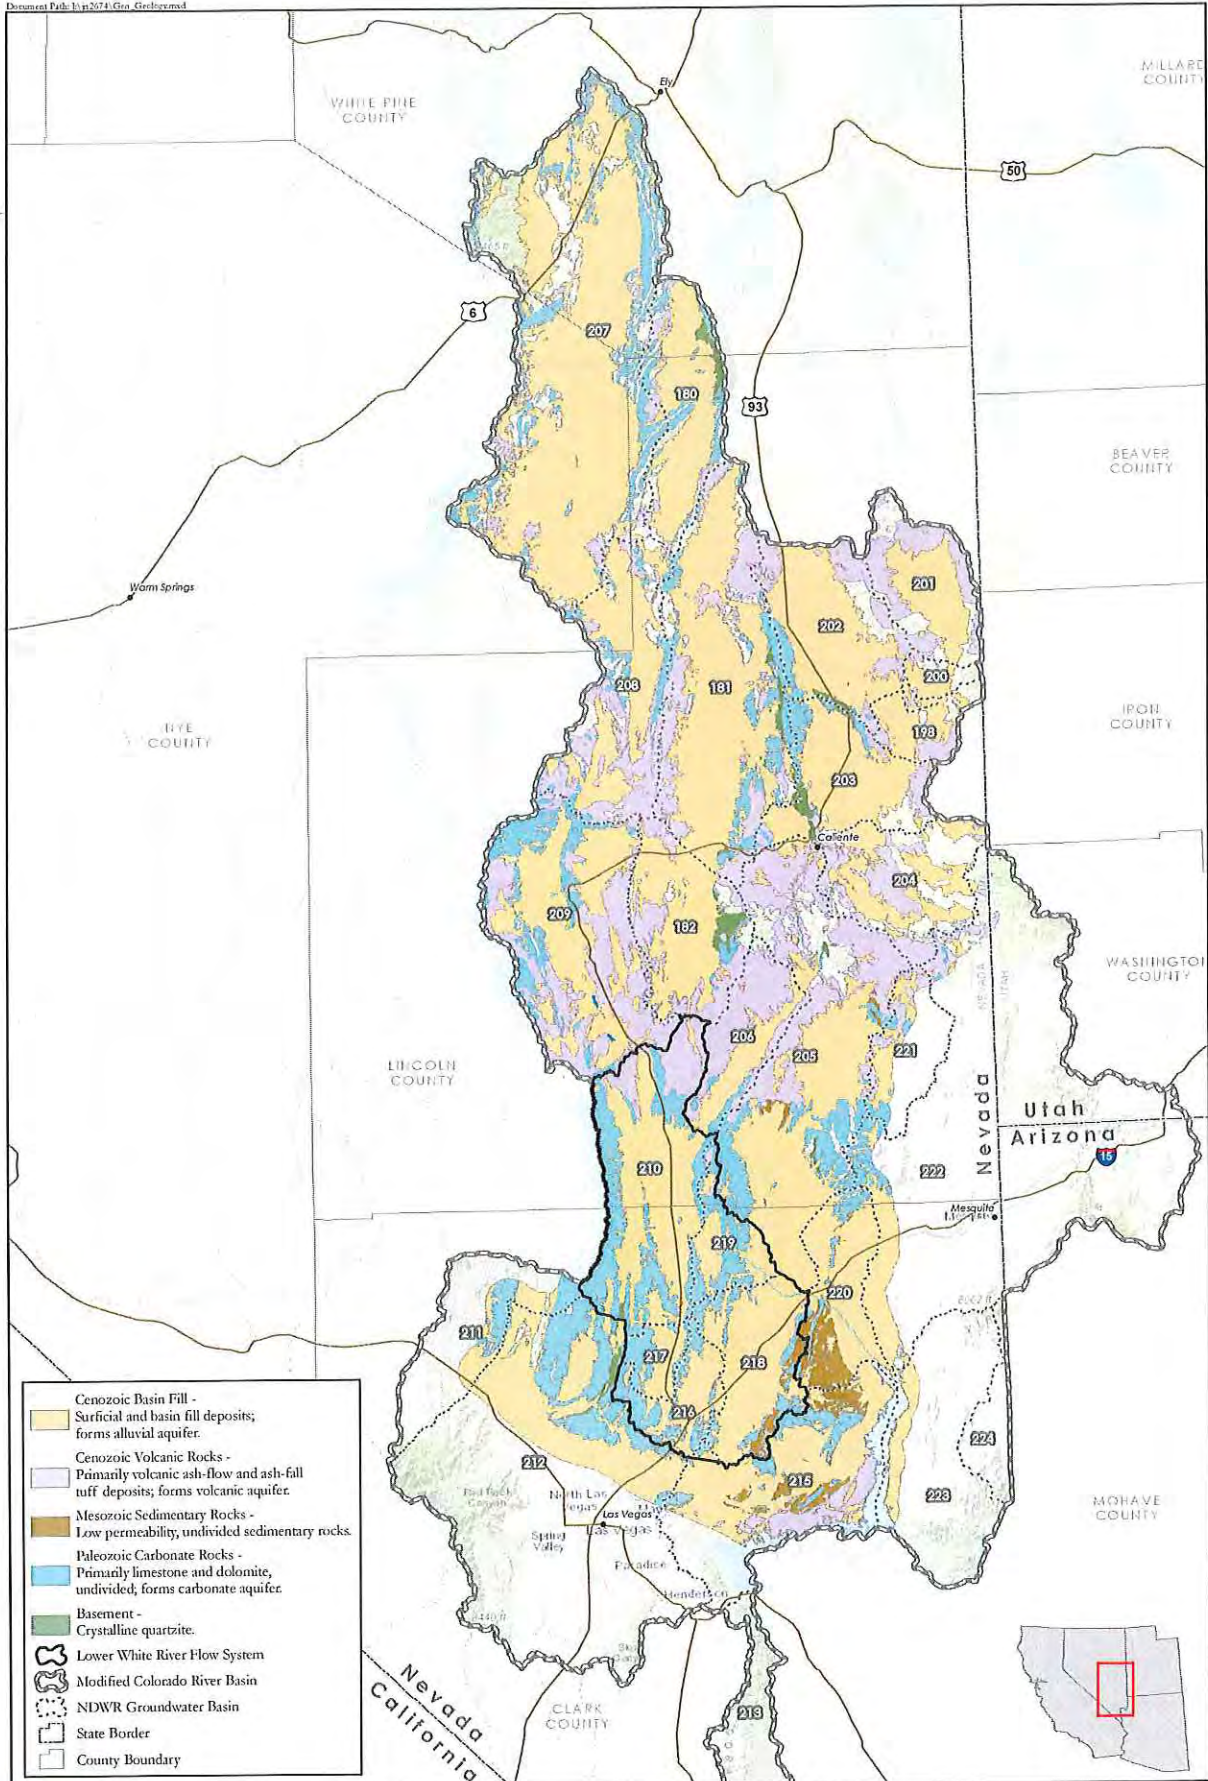 WHITE PINE
COUNTY
Ely
MILLARD
COUNTY
50
6
207
180
93
BEAVER
COUNTY
Warm Springs
201
202
200
208
181
198
NYE
COUNTY
IRON
COUNTY
203
Caliente
204
209
182
WASHINGTON
COUNTY
NEVADA
UTAH
206
205
221
LINCOLN
COUNTY
Nevada
Utah
Arizona
15
210
222
Mesquite
219
220
211
217
218
216
212
224
223
215
North Las
Vegas
Las Vegas
Las Vegas
Spring
Valley
Paradise
Henderson
MOHAVE
COUNTY
213
CLARK
COUNTY
Nevada
California
Cenozoic Basin Fill -
Surficial and basin fill deposits;
forms alluvial aquifer.
Cenozoic Volcanic Rocks -
Primarily volcanic ash-flow and ash-fall
tuff deposits; forms volcanic aquifer.
Mesozoic Sedimentary Rocks -
Low permeability, undivided sedimentary rocks.
Paleozoic Carbonate Rocks -
Primarily limestone and dolomite,
undivided; forms carbonate aquifer.
Basement -
Crystalline quartzite.
Lower White River Flow System
Modified Colorado River Basin
NDWR Groundwater Basin
State Border
County Boundary